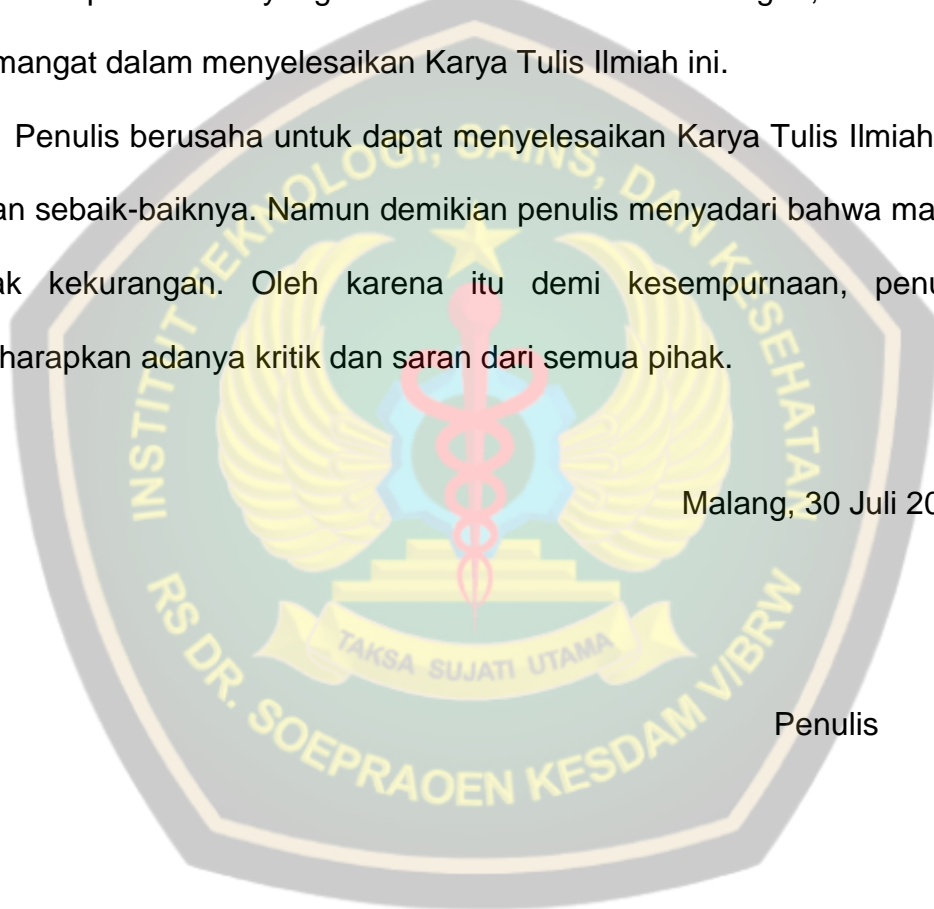 mangat dalam menyelesaikan Karya Tulis Ilmiah ini.
Penulis berusaha untuk dapat menyelesaikan Karya Tulis Ilmiah
an sebaik-baiknya. Namun demikian penulis menyadari bahwa ma
ak kekurangan. Oleh karena itu demi kesempurnaan, penu
harapkan adanya kritik dan saran dari semua pihak.
Malang, 30 Juli 20
Penulis
INSTITUT TEKNOLOGI, SAINS, DAN KESEHATAN
TAKSA SUJATI UTAMA
RS DR. SOEPRAOEN KESDAM V/BRW